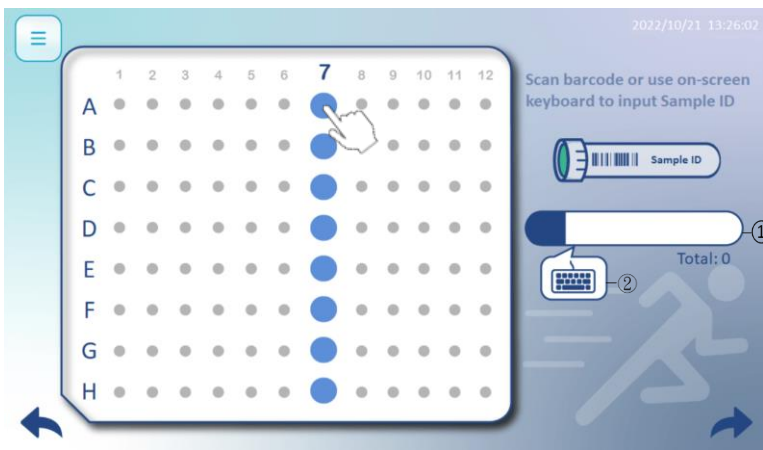 2022/10/21 13:26:02
1 2 3 4 5 6 7 8 9 10 11 12
A
B
C
D
E
F
G
H
Scan barcode or use on-screen
keyboard to input Sample ID
Sample ID
①
Total: 0
②